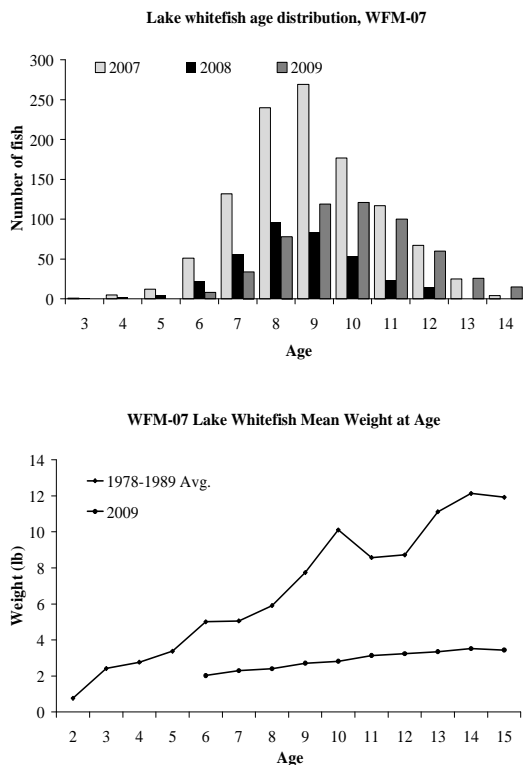 Lake whitefish age distribution, WFM-07
300
2007 2008 2009
250
200
150
100
50
0
Number of fish
3 4 5 6 7 8 9 10 11 12 13 14
Age
WFM-07 Lake Whitefish Mean Weight at Age
14
12
10
8
6
4
2
0
1978-1989 Avg.
2009
Weight (lb)
2 3 4 5 6 7 8 9 10 11 12 13 14 15
Age